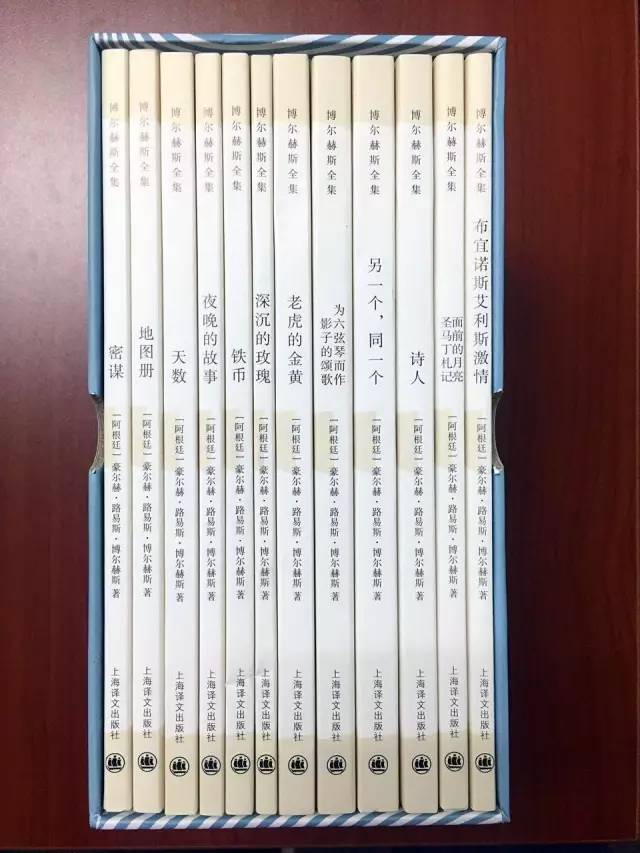 博尔赫斯全集
密谋
[阿根廷] 豪尔赫·路易斯·博尔赫斯 著
上海译文出版社
博尔赫斯全集
地图册
[阿根廷] 豪尔赫·路易斯·博尔赫斯 著
上海译文出版社
博尔赫斯全集
天数
[阿根廷] 豪尔赫·路易斯·博尔赫斯 著
上海译文出版社
博尔赫斯全集
夜晚的故事
[阿根廷] 豪尔赫·路易斯·博尔赫斯 著
上海译文出版社
博尔赫斯全集
铁币
[阿根廷] 豪尔赫·路易斯·博尔赫斯 著
上海译文出版社
博尔赫斯全集
深沉的玫瑰
[阿根廷] 豪尔赫·路易斯·博尔赫斯 著
上海译文出版社
博尔赫斯全集
老虎的金黄
[阿根廷] 豪尔赫·路易斯·博尔赫斯 著
上海译文出版社
博尔赫斯全集
为六弦琴而作
影子的颂歌
[阿根廷] 豪尔赫·路易斯·博尔赫斯 著
上海译文出版社
博尔赫斯全集
另一个，同一个
[阿根廷] 豪尔赫·路易斯·博尔赫斯 著
上海译文出版社
博尔赫斯全集
诗人
[阿根廷] 豪尔赫·路易斯·博尔赫斯 著
上海译文出版社
博尔赫斯全集
面前的月亮
圣马丁札记
[阿根廷] 豪尔赫·路易斯·博尔赫斯 著
上海译文出版社
博尔赫斯全集
布宜诺斯艾利斯激情
[阿根廷] 豪尔赫·路易斯·博尔赫斯 著
上海译文出版社